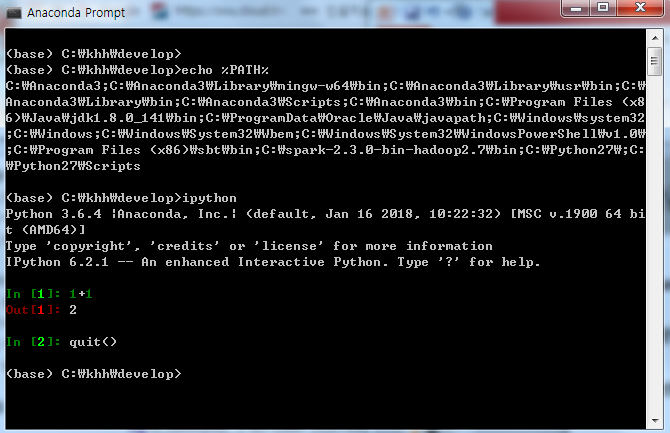 Anaconda Prompt
(base) C:₩khh₩develop>
(base) C:₩khh₩develop>echo %PATH%
C:₩Anaconda3;C:₩Anaconda3₩Library₩mingw-w64₩bin;C:₩Anaconda3₩Library₩usr₩bin;C:₩
Anaconda3₩Library₩bin;C:₩Anaconda3₩Scripts;C:₩Anaconda3₩bin;C:₩Program Files (x8
6)₩Java₩jdk1.8.0_141₩bin;C:₩ProgramData₩Oracle₩Java₩javapath;C:₩Windows₩system32
;C:₩Windows;C:₩Windows₩System32₩Wbem;C:₩Windows₩System32₩WindowsPowerShell₩v1.0₩
;C:₩Program Files (x86)₩sbt₩bin;C:₩spark-2.3.0-bin-hadoop2.7₩bin;C:₩Python27₩;C:
₩Python27₩Scripts
(base) C:₩khh₩develop>ipython
Python 3.6.4 |Anaconda, Inc.| (default, Jan 16 2018, 10:22:32) [MSC v.1900 64 bi
t (AMD64)]
Type 'copyright', 'credits' or 'license' for more information
IPython 6.2.1 -- An enhanced Interactive Python. Type '?' for help.
In [1]: 1+1
Out[1]: 2
In [2]: quit()
(base) C:₩khh₩develop>